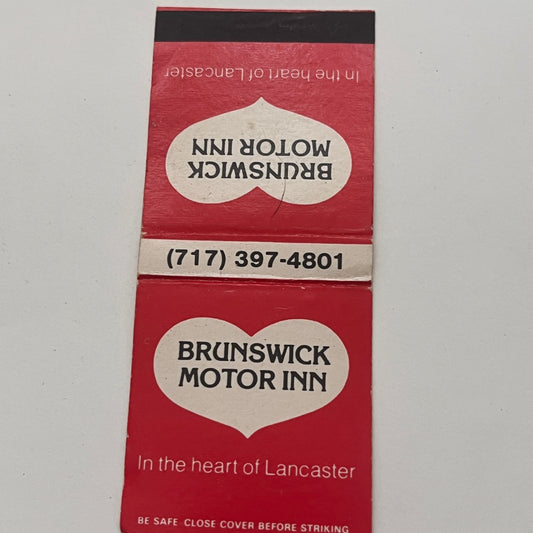 In the heart of Lancaster
BRUNSWICK
MOTOR INN
(717) 397-4801
BRUNSWICK
MOTOR INN
In the heart of Lancaster
BE SAFE CLOSE COVER BEFORE STRIKING